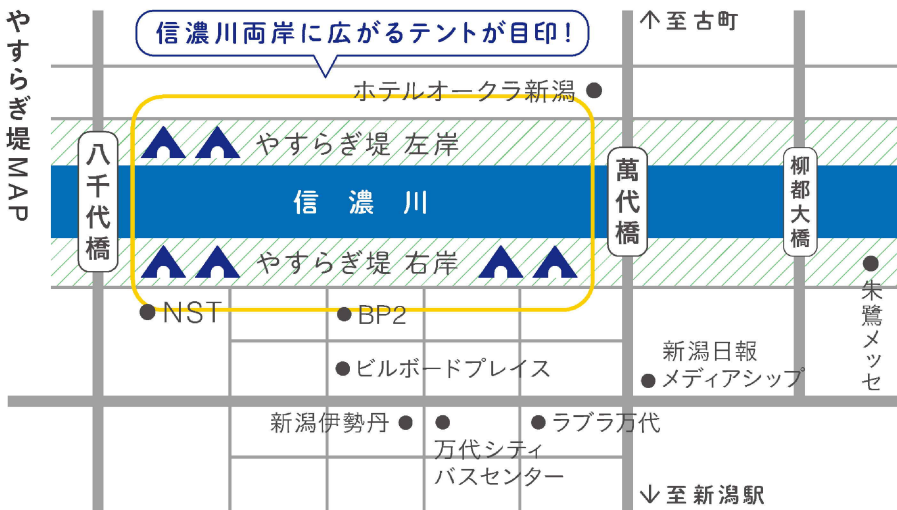 やすらぎ堤MAP
信濃川両岸に広がるテントが目印!
↑至古町
ホテルオークラ新潟
やすらぎ堤 左岸
八千代橋
信濃川
萬代橋
柳都大橋
やすらぎ堤 右岸
朱鷺メッセ
NST
BP2
ビルボードプレイス
新潟日報
メディアシップ
新潟伊勢丹
万代シティ
バスセンター
ラブラ万代
↓至新潟駅